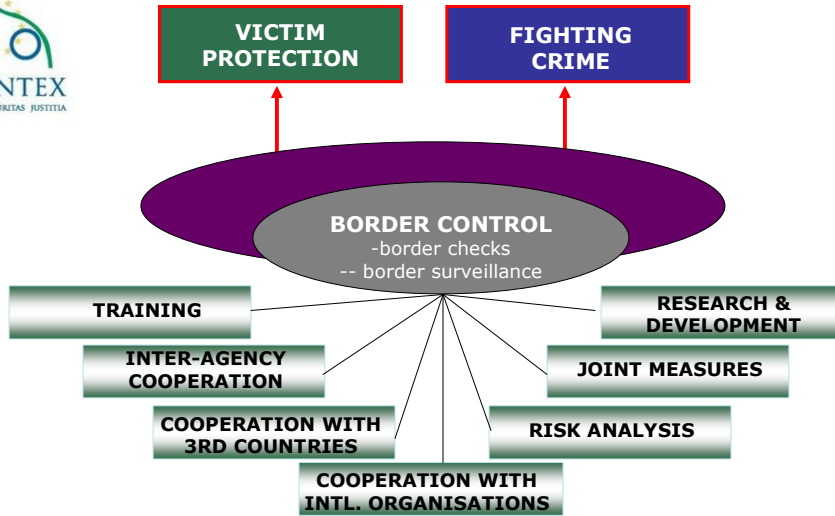 VICTIM
PROTECTION
FIGHTING
CRIME
NTEX
JUSTITIA
BORDER CONTROL
-border checks
-- border surveillance
TRAINING
RESEARCH &
DEVELOPMENT
INTER-AGENCY
COOPERATION
JOINT MEASURES
COOPERATION WITH
3RD COUNTRIES
RISK ANALYSIS
COOPERATION WITH
INTL. ORGANISATIONS